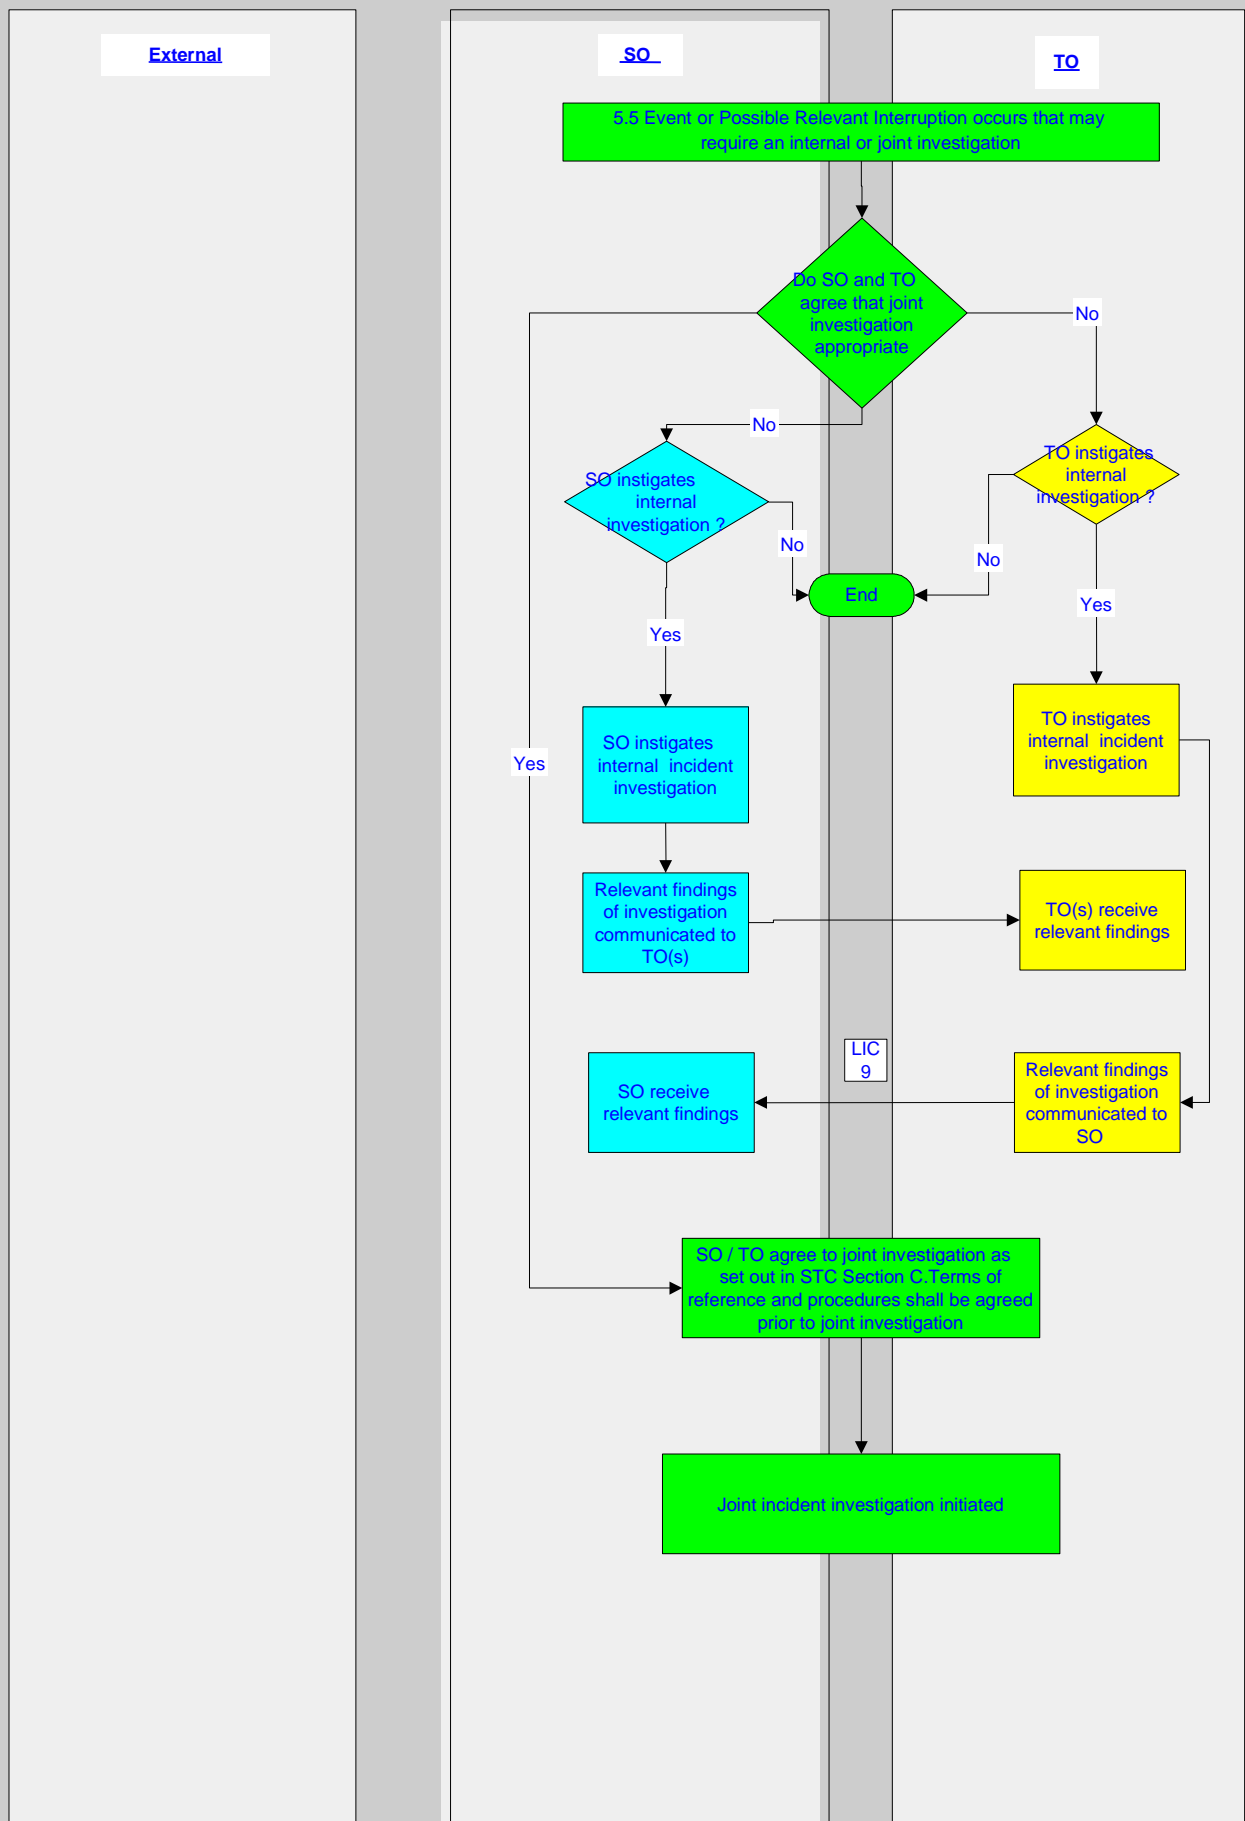 External
SO
TO
5.5 Event or Possible Relevant Interruption occurs that may
require an internal or joint investigation
Do SO and TO
agree that joint
investigation
appropriate
No
No
TO instigates
internal
investigation ?
SO instigates
internal
investigation ?
No
No
End
Yes
Yes
SO instigates
internal incident
investigation
TO instigates
internal incident
investigation
Yes
Relevant findings
of investigation
communicated to
TO(s)
TO(s) receive
relevant findings
LIC
9
SO receive
relevant findings
Relevant findings
of investigation
communicated to
SO
SO / TO agree to joint investigation as
set out in STC Section C.Terms of
reference and procedures shall be agreed
prior to joint investigation
Joint incident investigation initiated